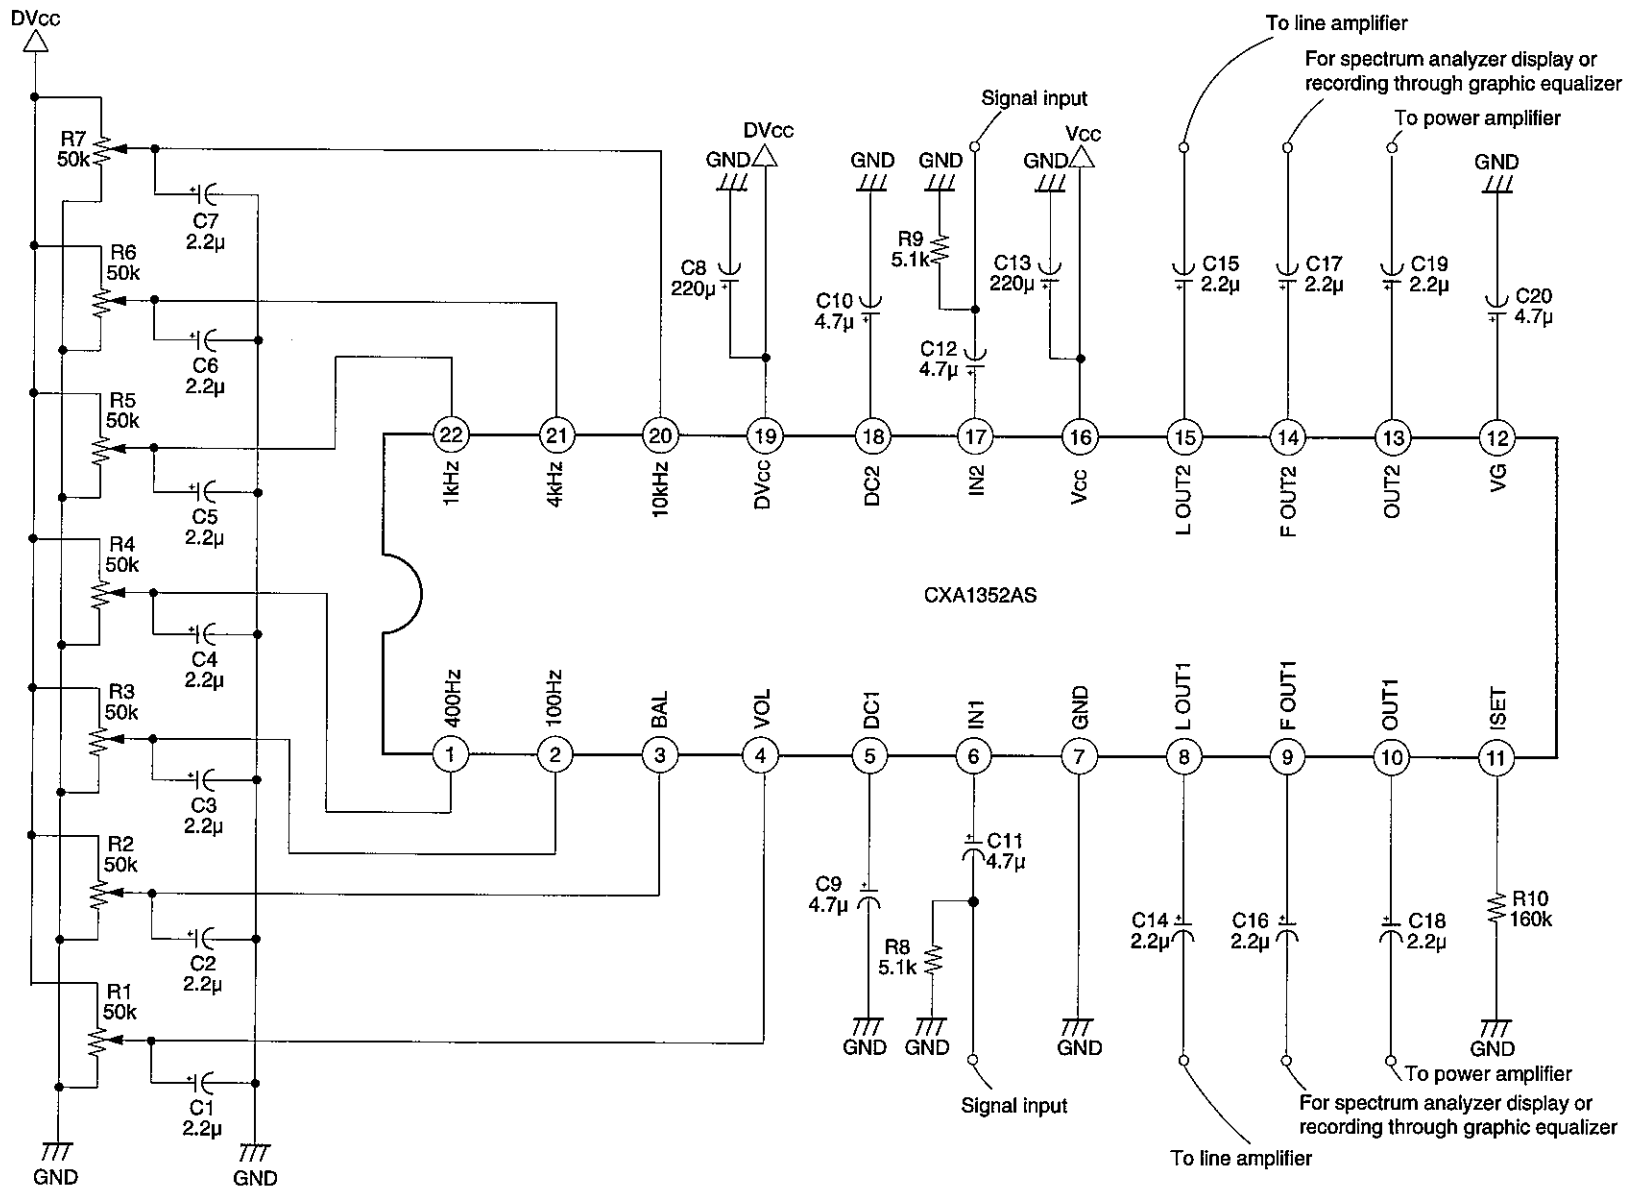 DVcc
To line amplifier
For spectrum analyzer display or
recording through graphic equalizer
Signal input
To power amplifier
R7
50k
C7
2.2μ
DVcc
GND
GND
GND
GND
Vcc
GND
R6
50k
C6
2.2μ
C8
220μ
C10
4.7μ
R9
5.1k
C12
4.7μ
C13
220μ
C15
2.2μ
C17
2.2μ
C19
2.2μ
C20
4.7μ
R5
50k
C5
2.2μ
22
21
20
19
18
17
16
15
14
13
12
1kHz
4kHz
10kHz
DVcc
DC2
IN2
Vcc
L OUT2
F OUT2
OUT2
VG
R4
50k
C4
2.2μ
CXA1352AS
400Hz
100Hz
BAL
VOL
DC1
IN1
GND
L OUT1
F OUT1
OUT1
ISET
1
2
3
4
5
6
7
8
9
10
11
R3
50k
C3
2.2μ
R2
50k
C2
2.2μ
C9
4.7μ
C11
4.7μ
R8
5.1k
C14
2.2μ
C16
2.2μ
C18
2.2μ
R10
160k
R1
50k
C1
2.2μ
GND
GND
GND
GND
GND
GND
Signal input
To power amplifier
For spectrum analyzer display or
recording through graphic equalizer
To line amplifier